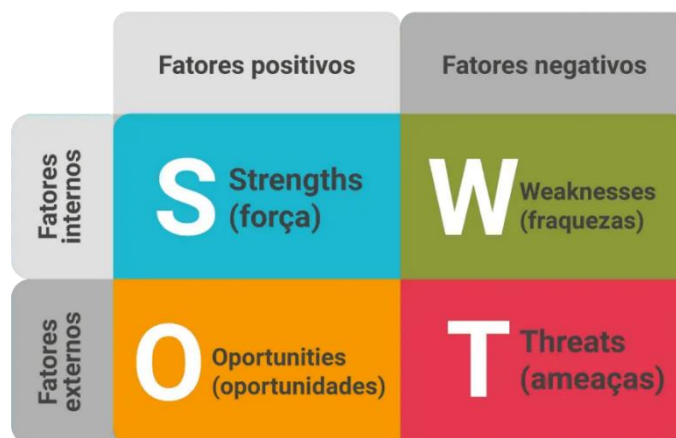 Fatores positivos
Fatores negativos
Fatores
internos
S
Strengths
(força)
W
Weaknesses
(fraquezas)
Fatores
externos
O
Oportunities
(oportunidades)
T
Threats
(ameaças)